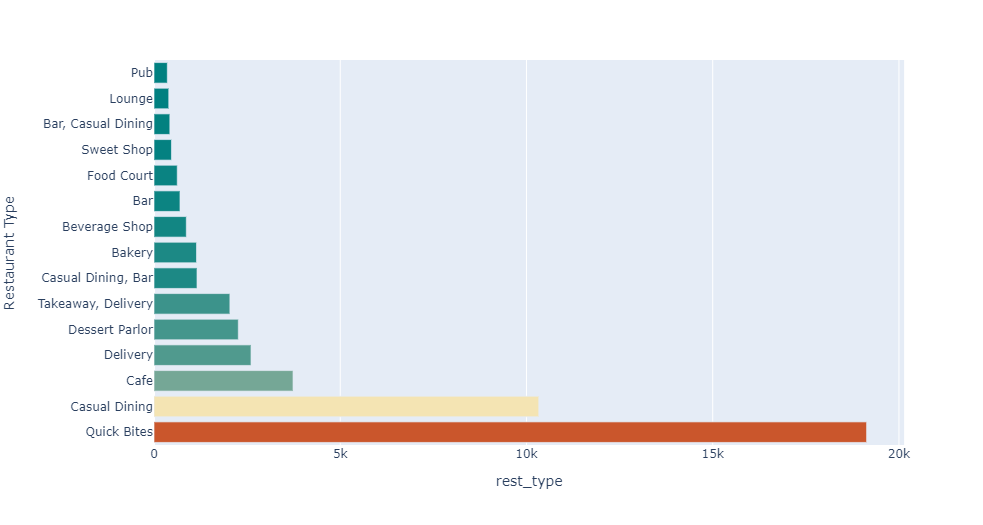 Pub
Lounge
Bar, Casual Dining
Sweet Shop
Food Court
Bar
Beverage Shop
Bakery
Casual Dining, Bar
Takeaway, Delivery
Dessert Parlor
Delivery
Cafe
Casual Dining
Quick Bites
Restaurant Type
0 5k 10k 15k 20k
rest_type